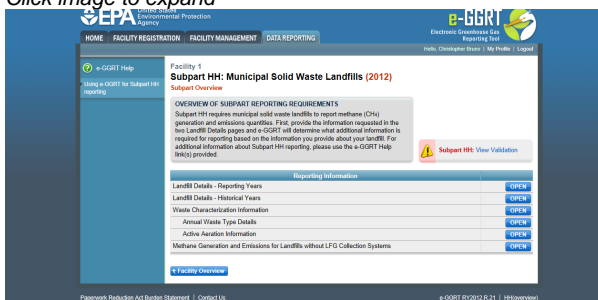 Click image to expand
EPA United States
Environmental Protection
Agency
e-GGRT
Electronic Greenhouse Gas
Reporting Tool
HOME FACILITY REGISTRATION FACILITY MANAGEMENT DATA REPORTING
Hello, Christopher Bruno | My Profile | Logout
? e-GGRT Help
Using e-GGRT for Subpart HH
reporting
Facility 1
Subpart HH: Municipal Solid Waste Landfills (2012)
Subpart Overview
OVERVIEW OF SUBPART REPORTING REQUIREMENTS
Subpart HH requires municipal solid waste landfills to report methane (CH4)
generation and emissions quantities. First, provide the information requested in the
two Landfill Details pages and e-GGRT will determine what additional information is
required for reporting based on the information you provide about your landfill. For
additional information about Subpart HH reporting, please use the e-GGRT Help
link(s) provided.
Subpart HH: View Validation
Reporting Information
Landfill Details - Reporting Years OPEN
Landfill Details - Historical Years OPEN
Waste Characterization Information OPEN
Annual Waste Type Details OPEN
Active Aeration Information OPEN
Methane Generation and Emissions for Landfills without LFG Collection Systems OPEN
Facility Overview
Paperwork Reduction Act Burden Statement | Contact Us
e-GGRT RY2012.R.21 | HH(overview)